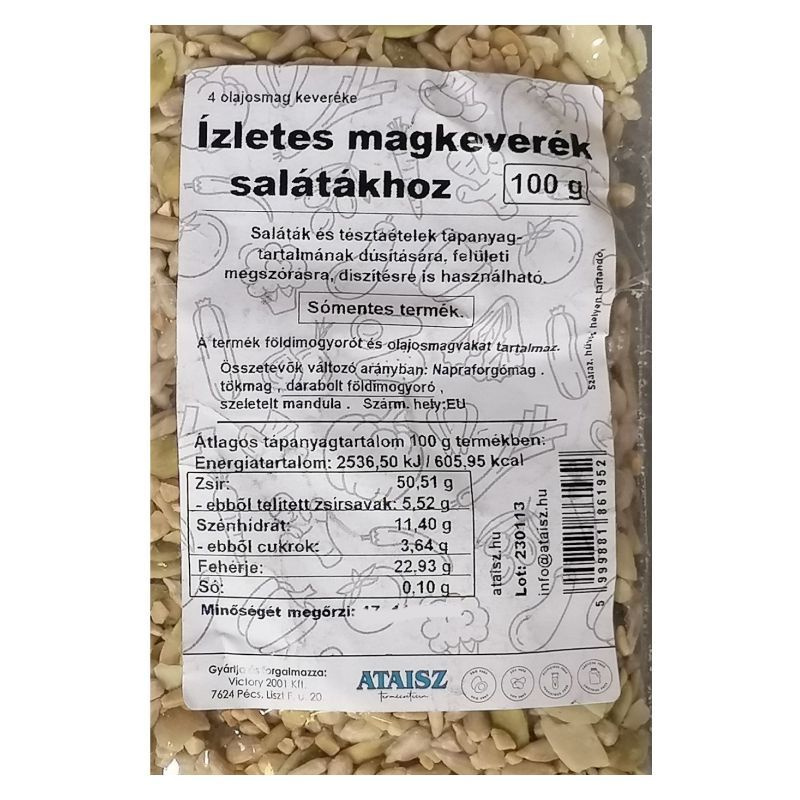 4 olajosmag keveréke
Ízletes magkeverék
salátákhoz 100 g
Saláták és tésztaételek tápanyag-
tartalmának dúsítására, felületi
megszórásra, díszítésre is használható.
Sómentes termék.
A termék földimogyorót és olajosmagvakat tartalmaz.
Összetevők változó arányban: Napraforgómag .
tökmag , darabolt földimogyoró ,
szeletelt mandula . Szárm. hely:EU
Átlagos tápanyagtartalom 100 g termékben:
Energiatartalom: 2536,50 kJ / 605,95 kcal
Zsír: 50,51 g
- ebből telített zsírsavak: 5,52 g
Szénhidrát: 11,40 g
- ebből cukrok: 3,64 g
Fehérje: 22,93 g
Só: 0,10 g
Minőségét megőrzi:
Száraz, hűvös helyen tartandó.
ataisz.hu
Lot: 230113
info@ataisz.hu
5 999881 861952
Gyártja és forgalmazza:
Victory 2001 Kft.
7624 Pécs, Liszt F. u. 20.
ATAISZ